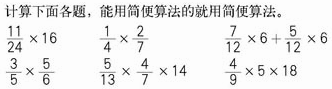 计算下面各题，能用简便算法的就用简便算法。
11/24 × 16   1/4 × 2/7   7/12 × 6 + 5/12 × 6
3/5 × 5/6   5/13 × 4/7 × 14   4/9 × 5 × 18